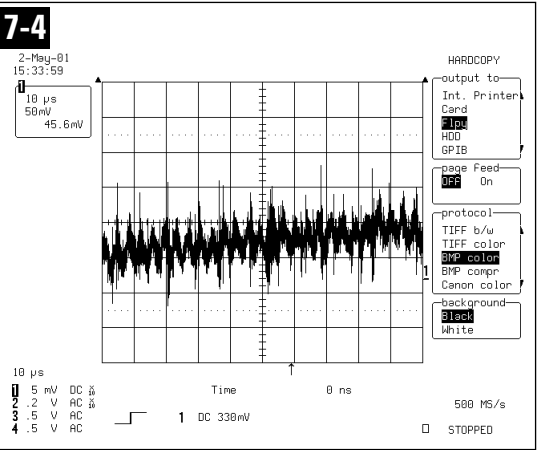 7-4
2-May-01
15:33:59
1
10 µs
50mV
45.6mV
HARDCOPY
output to
Int. Printer
Card
Flpy
HDD
GPIB
page feed
Off On
protocol
TIFF b/w
TIFF color
BMP color
BMP compr
Canon color
1
background
Black
White
10 µs
1 5 mV DC X10
2 .2 V AC X10
3 .5 V AC
4 .5 V AC
Time 0 ns
1 DC 330mV
500 MS/s
STOPPED